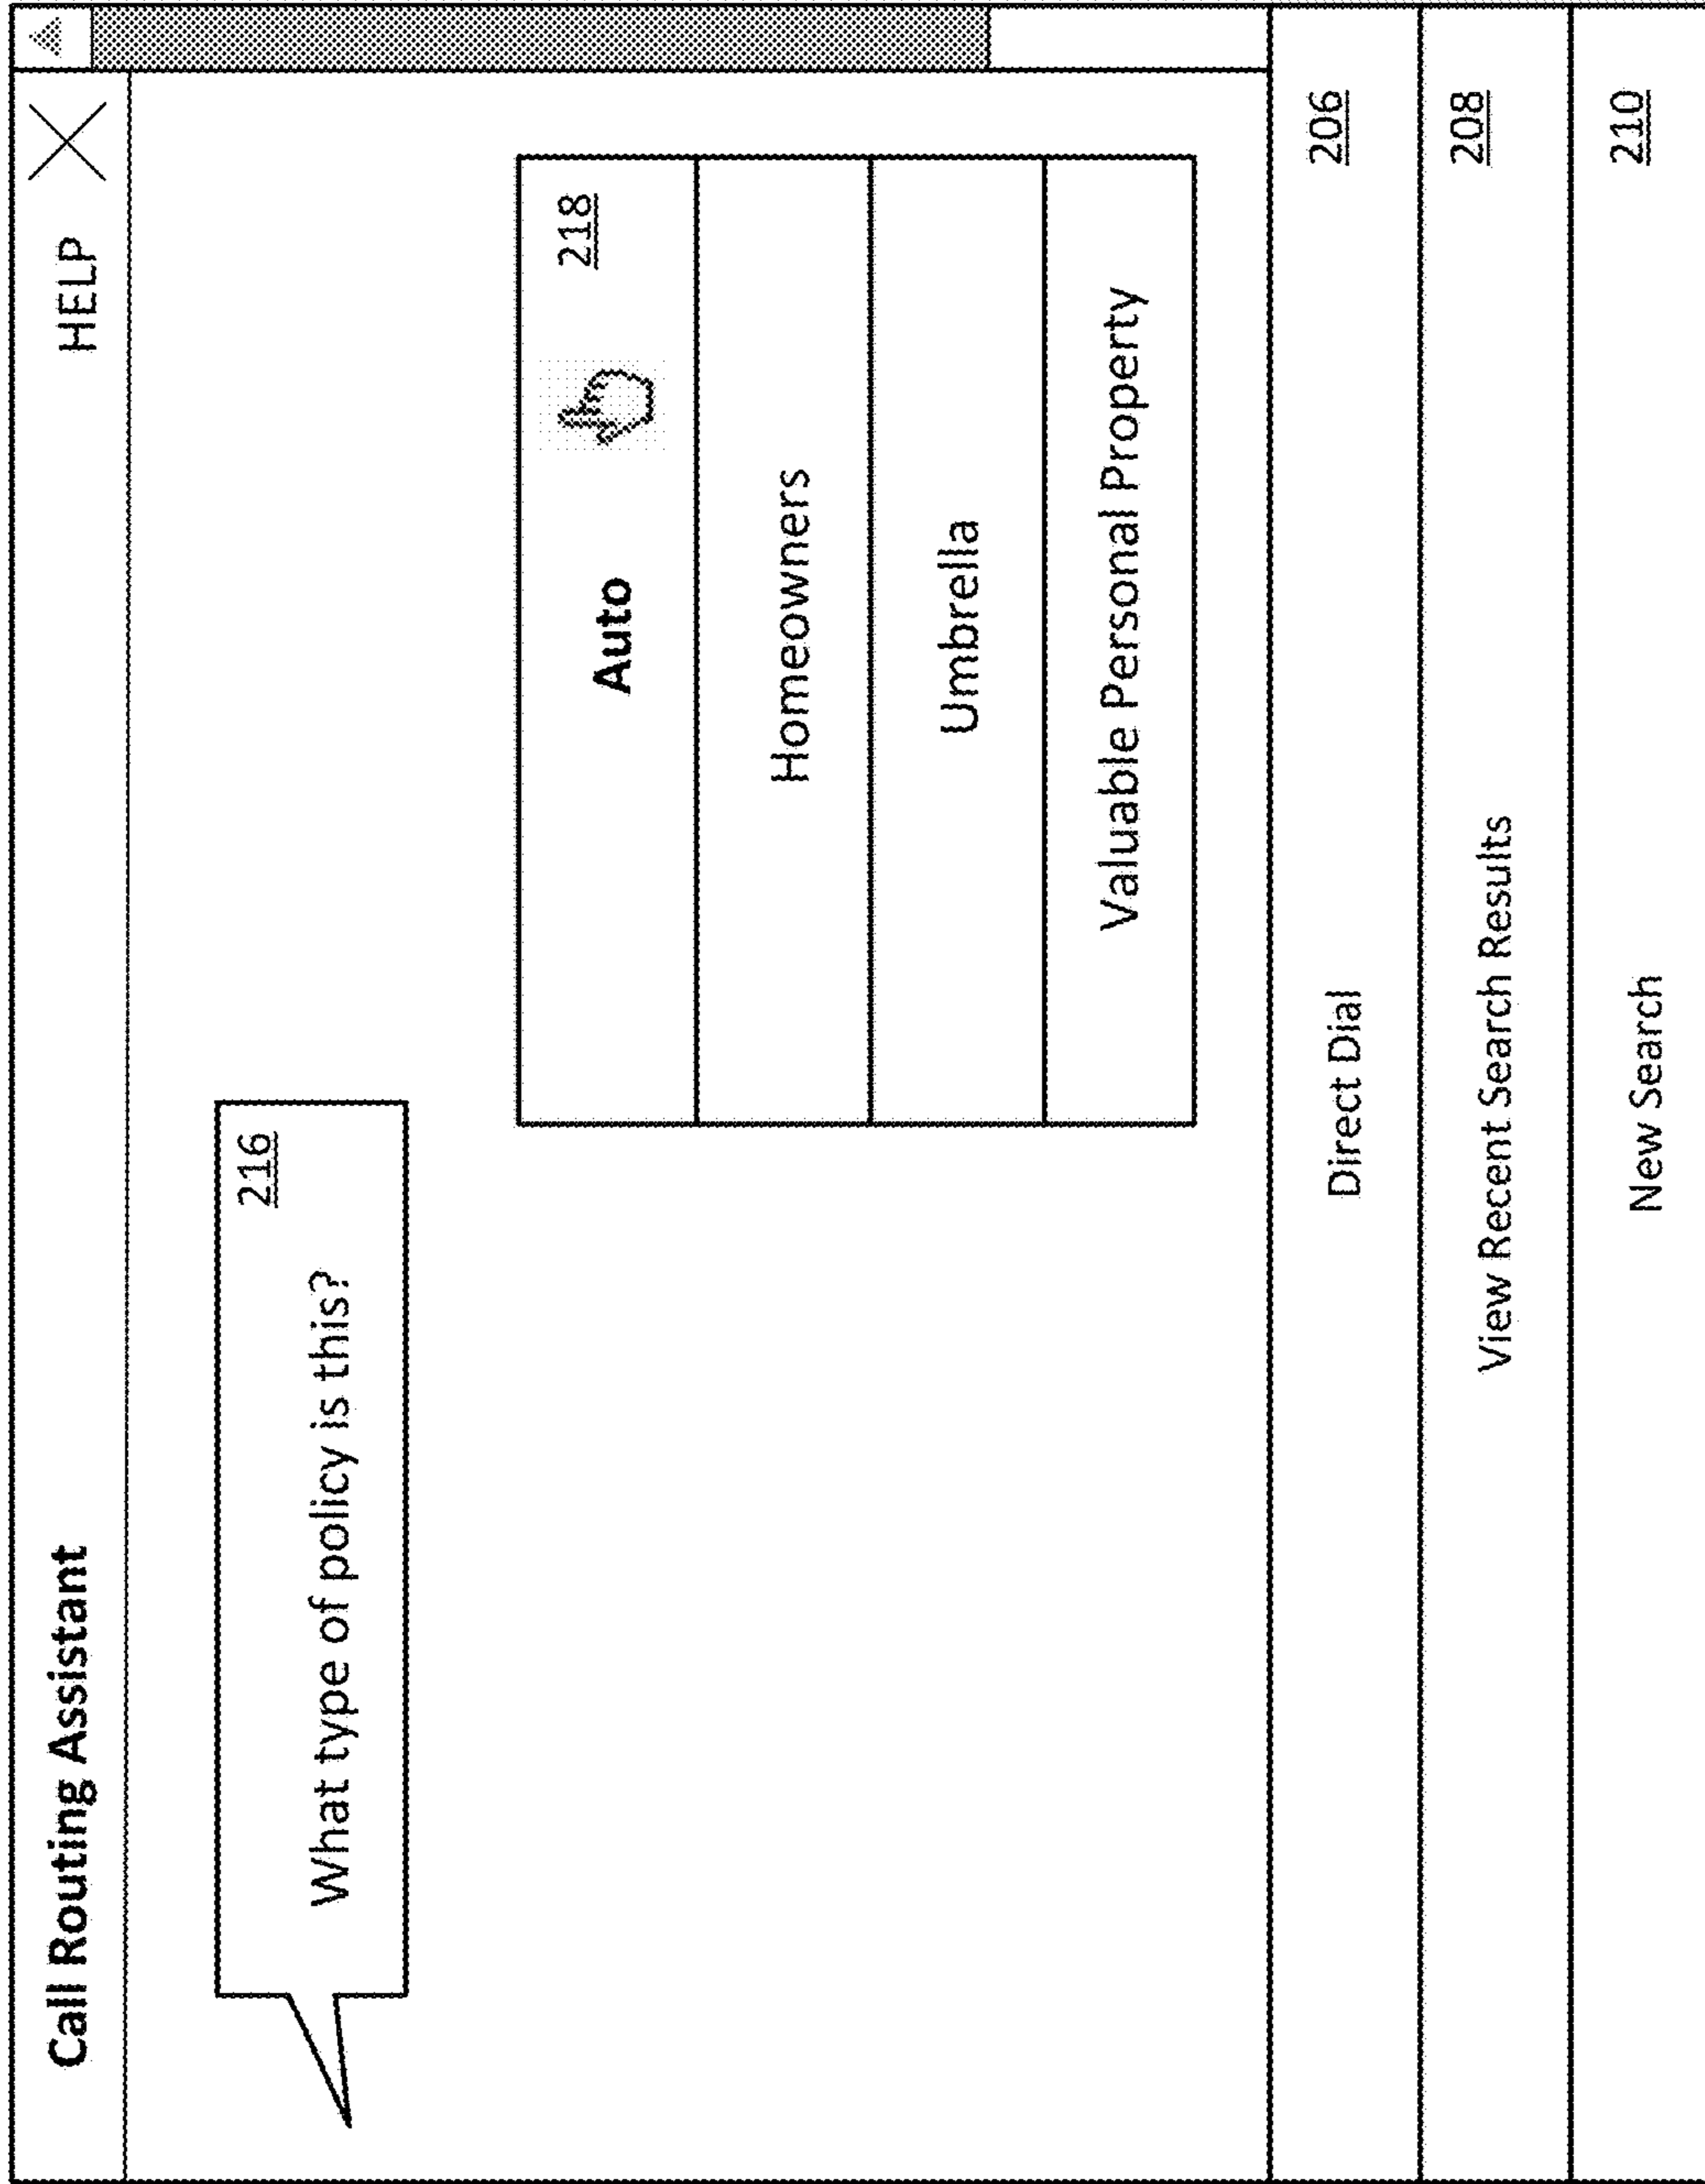 Call Routing Assistant HELP
216
What type of policy is this?
218
Auto
Homeowners
Umbrella
Valuable Personal Property
206
Direct Dial
208
View Recent Search Results
210
New Search